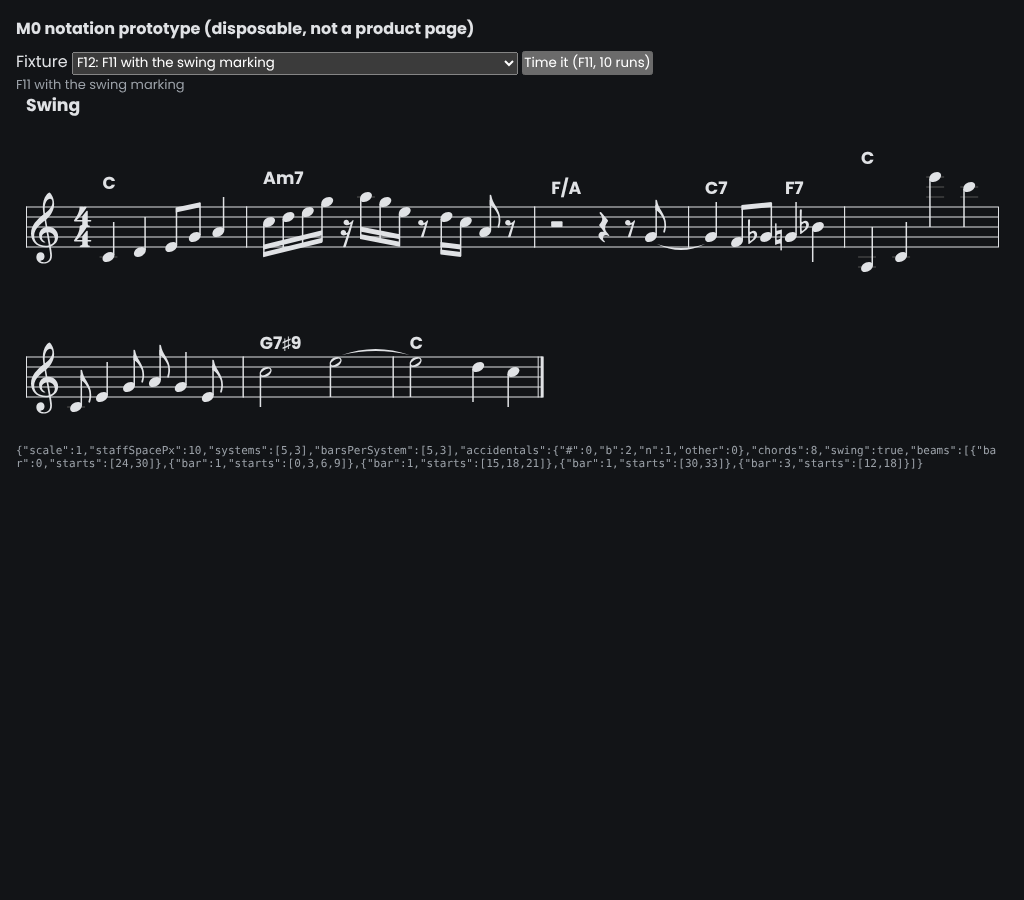 M0 notation prototype (disposable, not a product page)
Fixture F12: F11 with the swing marking Time it (F11, 10 runs)
F11 with the swing marking
Swing
C Am7 F/A C7 F7 C
4
4
G7♯9 C
{"scale":1,"staffSpacePx":10,"systems":[5,3],"barsPerSystem":[5,3],"accidentals":{"#":0,"b":2,"n":1,"other":0},"chords":8,"swing":true,"beams":[{"ba
r":0,"starts":[24,30]},{"bar":1,"starts":[0,3,6,9]},{"bar":1,"starts":[15,18,21]},{"bar":1,"starts":[30,33]},{"bar":3,"starts":[12,18]}]}